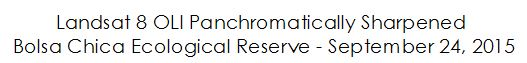 Landsat 8 OLI Panchromatically Sharpened
Bolsa Chica Ecological Reserve - September 24, 2015